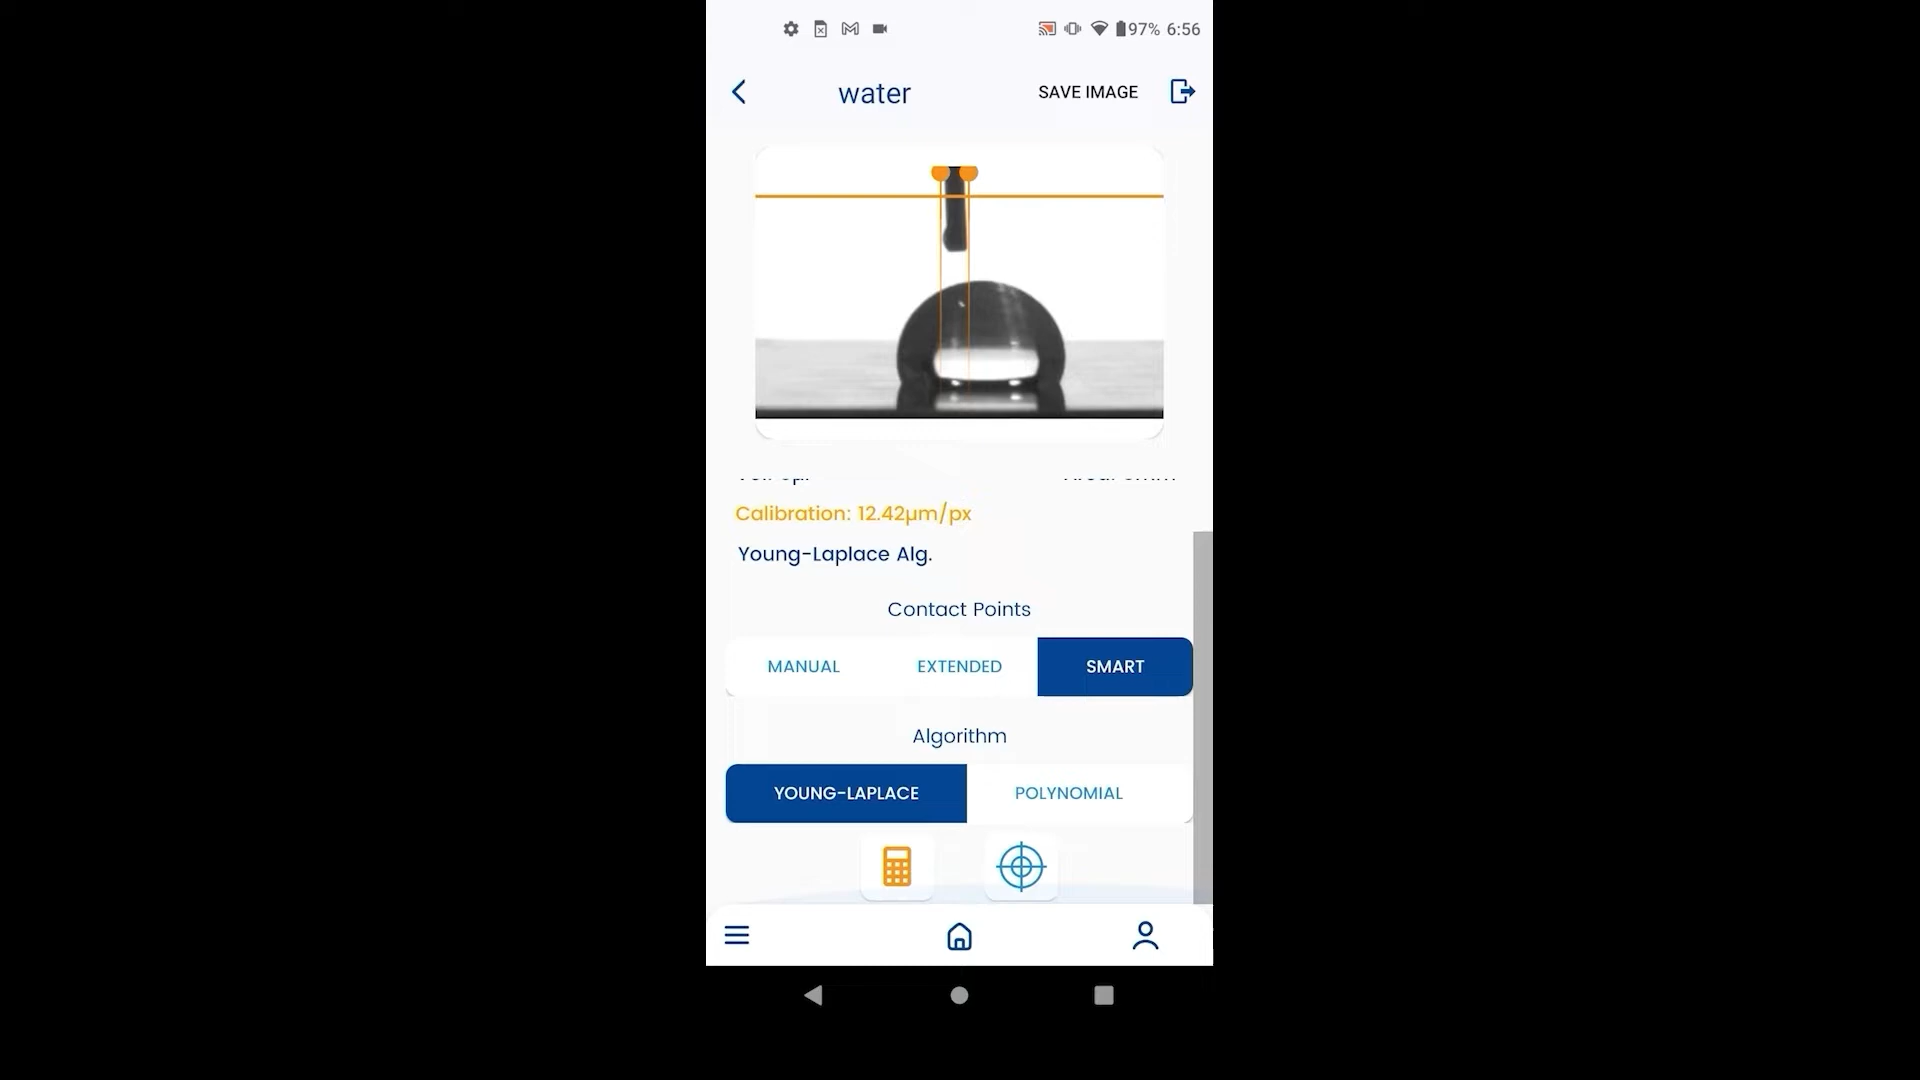 97% 6:56
water SAVE IMAGE
Calibration: 12.42µm/px
Young-Laplace Alg.
Contact Points
MANUAL EXTENDED SMART
Algorithm
YOUNG-LAPLACE POLYNOMIAL